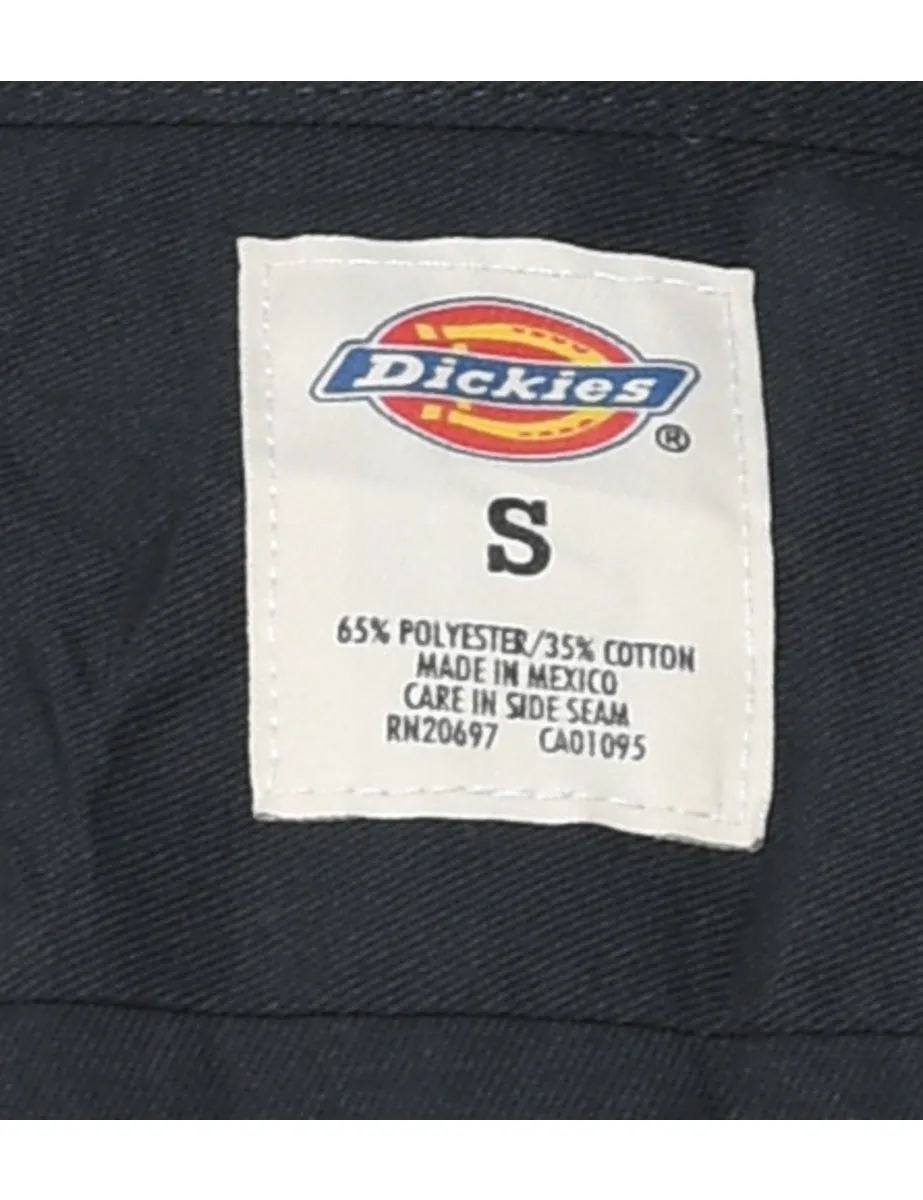 Dickies
®
S
65% POLYESTER/35% COTTON
MADE IN MEXICO
CARE IN SIDE SEAM
RN20697 CA01095